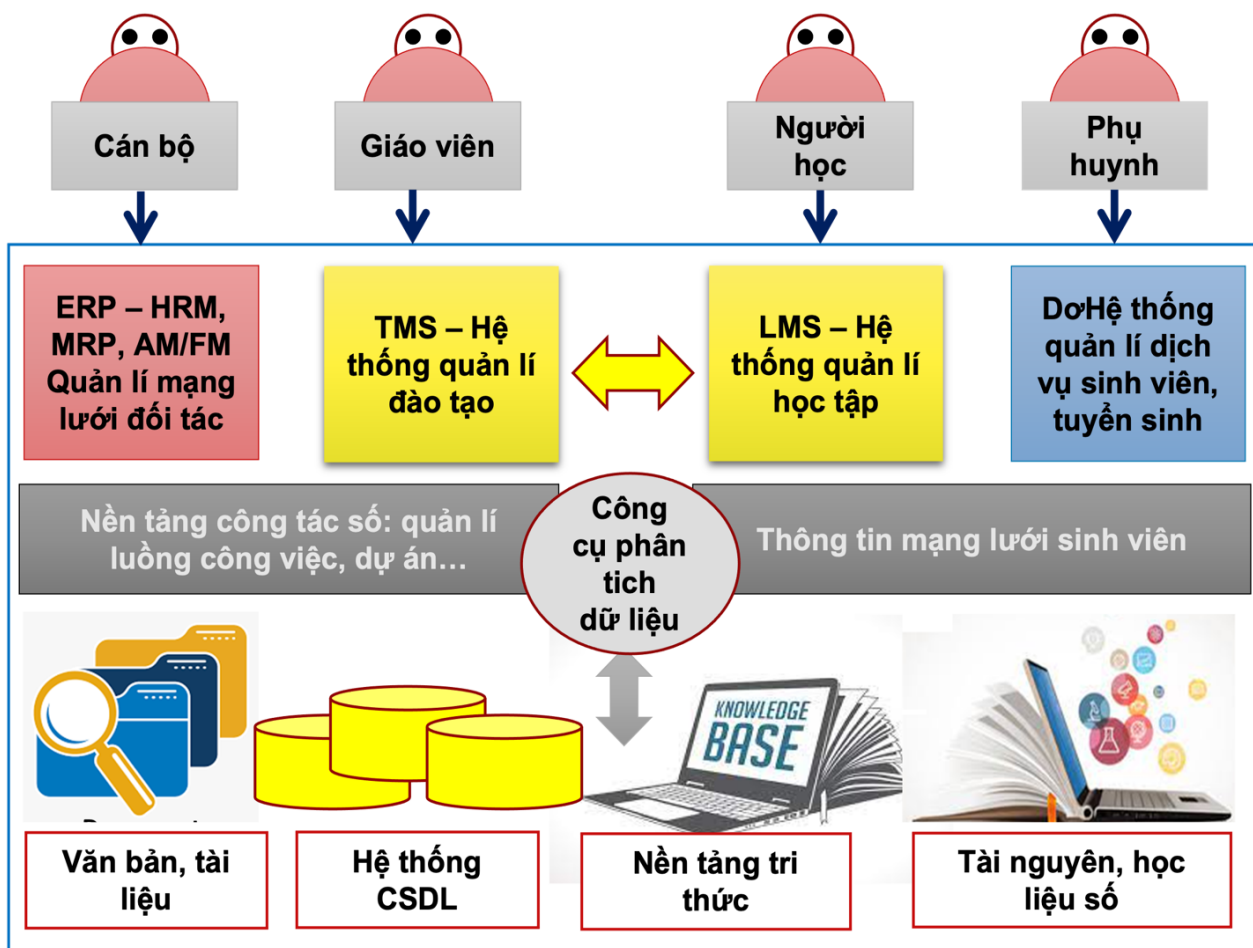 Cán bộ
Giáo viên
Người
học
Phụ
huynh
ERP – HRM,
MRP, AM/FM
Quản lí mạng
lưới đối tác
TMS – Hệ
thống quản lí
đào tạo
LMS – Hệ
thống quản lí
học tập
DơHệ thống
quản lí dịch
vụ sinh viên,
tuyển sinh
Nền tảng công tác số: quản lí
luồng công việc, dự án…
Công
cụ phân
tich
dữ liệu
Thông tin mạng lưới sinh viên
KNOWLEDGE
BASE
Văn bản, tài
liệu
Hệ thống
CSDL
Nền tảng tri
thức
Tài nguyên, học
liệu số